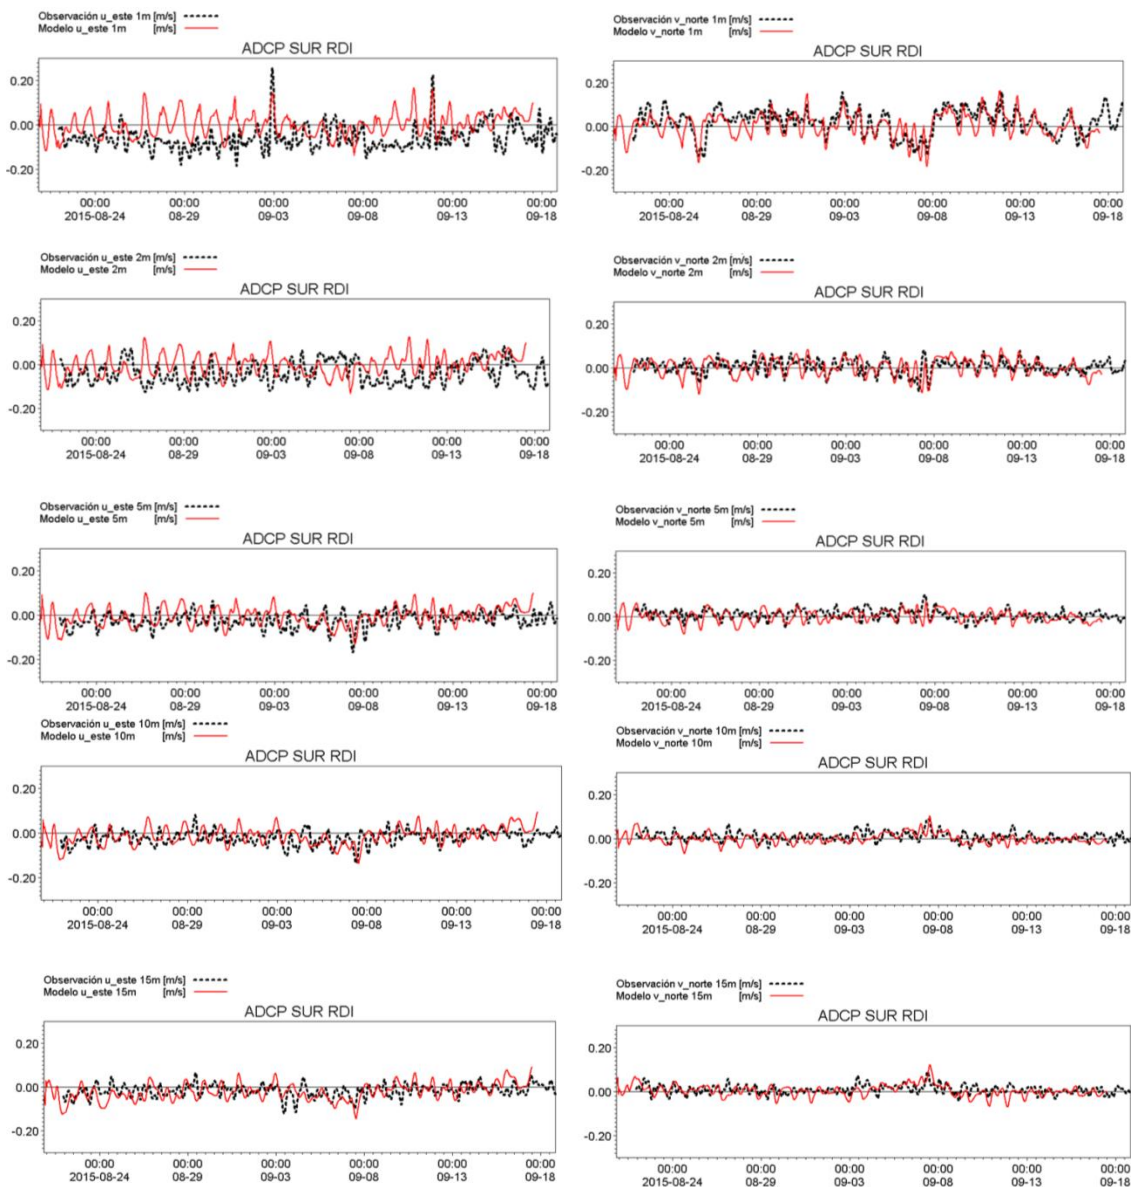 Observación u_este 1m [m/s]
Modelo u_este 1m [m/s]
ADCP SUR RDI
0.20
0.00
-0.20
00:00 00:00 00:00 00:00 00:00 00:00
2015-08-24 08-29 09-03 09-08 09-13 09-18
Observación v_norte 1m [m/s]
Modelo v_norte 1m [m/s]
ADCP SUR RDI
0.20
0.00
-0.20
00:00 00:00 00:00 00:00 00:00 00:00
2015-08-24 08-29 09-03 09-08 09-13 09-18
Observación u_este 2m [m/s]
Modelo u_este 2m [m/s]
ADCP SUR RDI
0.20
0.00
-0.20
00:00 00:00 00:00 00:00 00:00 00:00
2015-08-24 08-29 09-03 09-08 09-13 09-18
Observación v_norte 2m [m/s]
Modelo v_norte 2m [m/s]
ADCP SUR RDI
0.20
0.00
-0.20
00:00 00:00 00:00 00:00 00:00 00:00
2015-08-24 08-29 09-03 09-08 09-13 09-18
Observación u_este 5m [m/s]
Modelo u_este 5m [m/s]
ADCP SUR RDI
0.20
0.00
-0.20
00:00 00:00 00:00 00:00 00:00 00:00
2015-08-24 08-29 09-03 09-08 09-13 09-18
Observación v_norte 5m [m/s]
Modelo v_norte 5m [m/s]
ADCP SUR RDI
0.20
0.00
-0.20
00:00 00:00 00:00 00:00 00:00 00:00
2015-08-24 08-29 09-03 09-08 09-13 09-18
Observación u_este 10m [m/s]
Modelo u_este 10m [m/s]
ADCP SUR RDI
0.20
0.00
-0.20
00:00 00:00 00:00 00:00 00:00 00:00
2015-08-24 08-29 09-03 09-08 09-13 09-18
Observación v_norte 10m [m/s]
Modelo v_norte 10m [m/s]
ADCP SUR RDI
0.20
0.00
-0.20
00:00 00:00 00:00 00:00 00:00 00:00
2015-08-24 08-29 09-03 09-08 09-13 09-18
Observación u_este 15m [m/s]
Modelo u_este 15m [m/s]
ADCP SUR RDI
0.20
0.00
-0.20
00:00 00:00 00:00 00:00 00:00 00:00
2015-08-24 08-29 09-03 09-08 09-13 09-18
Observación v_norte 15m [m/s]
Modelo v_norte 15m [m/s]
ADCP SUR RDI
0.20
0.00
-0.20
00:00 00:00 00:00 00:00 00:00 00:00
2015-08-24 08-29 09-03 09-08 09-13 09-18